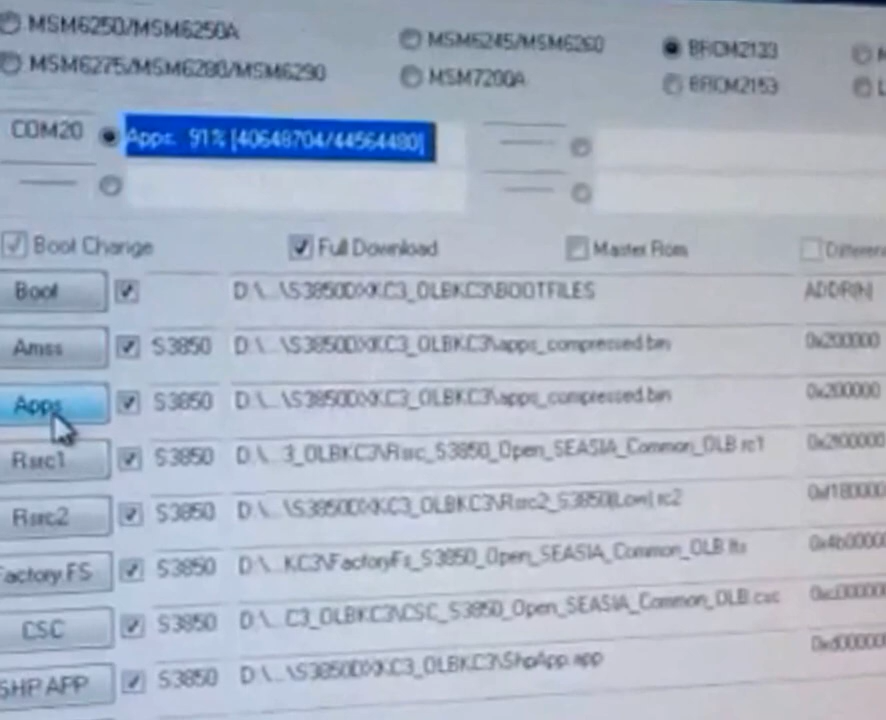 MSM6250/MSM6250A
MSM6245/MSM6260
BRCM2133
MSM6275/MSM6280/MSM6290
MSM7200A
BRCM2153
COM20
Apps. 91% [40648704/44564480]
Boot Change
Full Download
Master Rom
Boot D:\...\S3850DXKC3_OLBKC3\BOOTFILES
Amss S3850 D:\...\S3850DXKC3_OLBKC3\apps_compressed.bin 0x200000
Apps S3850 D:\...\S3850DXKC3_OLBKC3\apps_compressed.bin 0x200000
Rsrc1 S3850 D:\...3_OLBKC3\Rsrc_S3850_Open_SEASIA_Common_OLB.rc1
Rsrc2 S3850 D:\...\S3850DXKC3_OLBKC3\Rsrc2_S3850(Low).rc2
Factory FS S3850 D:\...KC3\FactoryFs_S3850_Open_SEASIA_Common_OLB.ffs
CSC S3850 D:\...C3_OLBKC3\CSC_S3850_Open_SEASIA_Common_OLB.csc
SHP APP S3850 D:\...\S3850DXKC3_OLBKC3\ShpApp.app